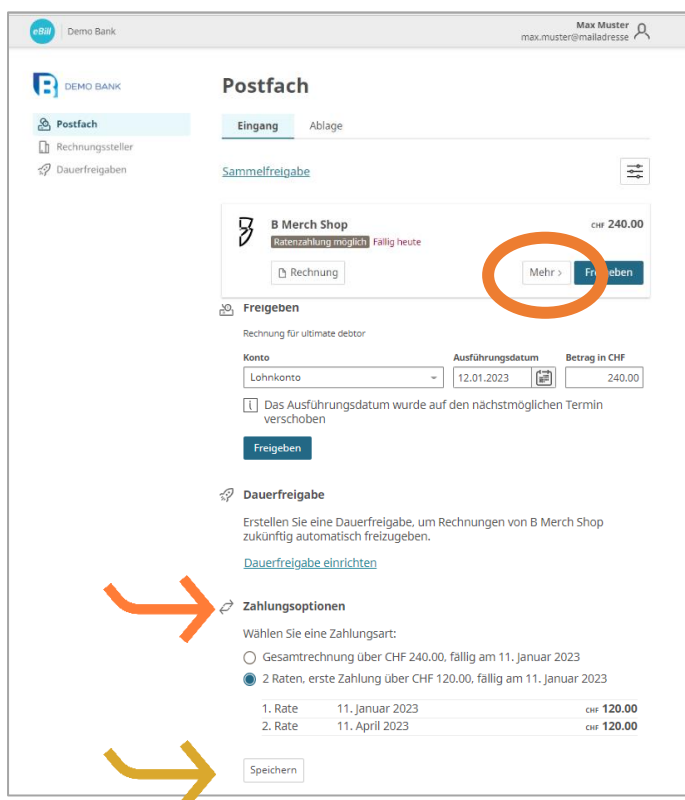 eBill Demo Bank
Max Muster
max.muster@mailadresse
DEMO BANK
Postfach
Rechnungssteller
Dauerfreigaben
Postfach
Eingang Ablage
Sammelfreigabe
B Merch Shop CHF 240.00
Ratenzahlung möglich Fällig heute
Rechnung Mehr > Freigeben
Freigeben
Rechnung für ultimate debtor
Konto Ausführungsdatum Betrag in CHF
Lohnkonto 12.01.2023 240.00
Das Ausführungsdatum wurde auf den nächstmöglichen Termin
verschoben
Freigeben
Dauerfreigabe
Erstellen Sie eine Dauerfreigabe, um Rechnungen von B Merch Shop
zukünftig automatisch freizugeben.
Dauerfreigabe einrichten
Zahlungsoptionen
Wählen Sie eine Zahlungsart:
Gesamtrechnung über CHF 240.00, fällig am 11. Januar 2023
2 Raten, erste Zahlung über CHF 120.00, fällig am 11. Januar 2023
1. Rate 11. Januar 2023 CHF 120.00
2. Rate 11. April 2023 CHF 120.00
Speichern